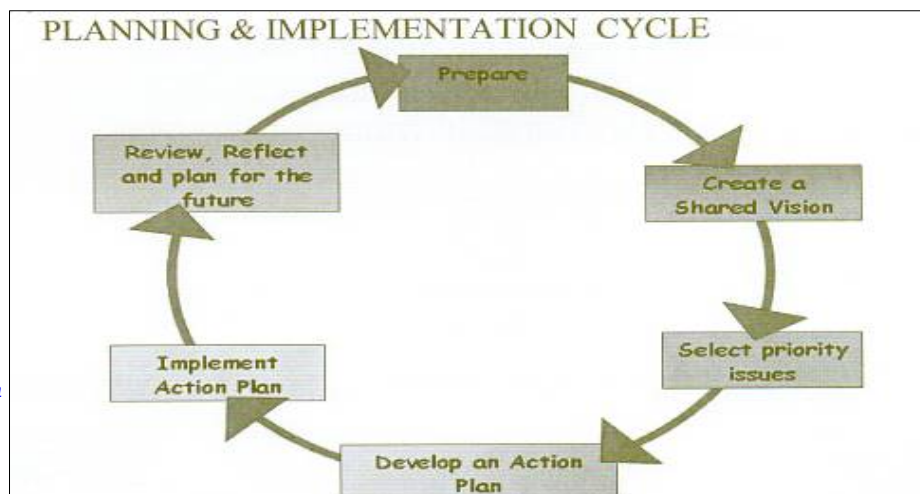 PLANNING & IMPLEMENTATION CYCLE
Prepare
Create a
Shared Vision
Select priority
issues
Develop an Action
Plan
Implement
Action Plan
Review, Reflect
and plan for the
future